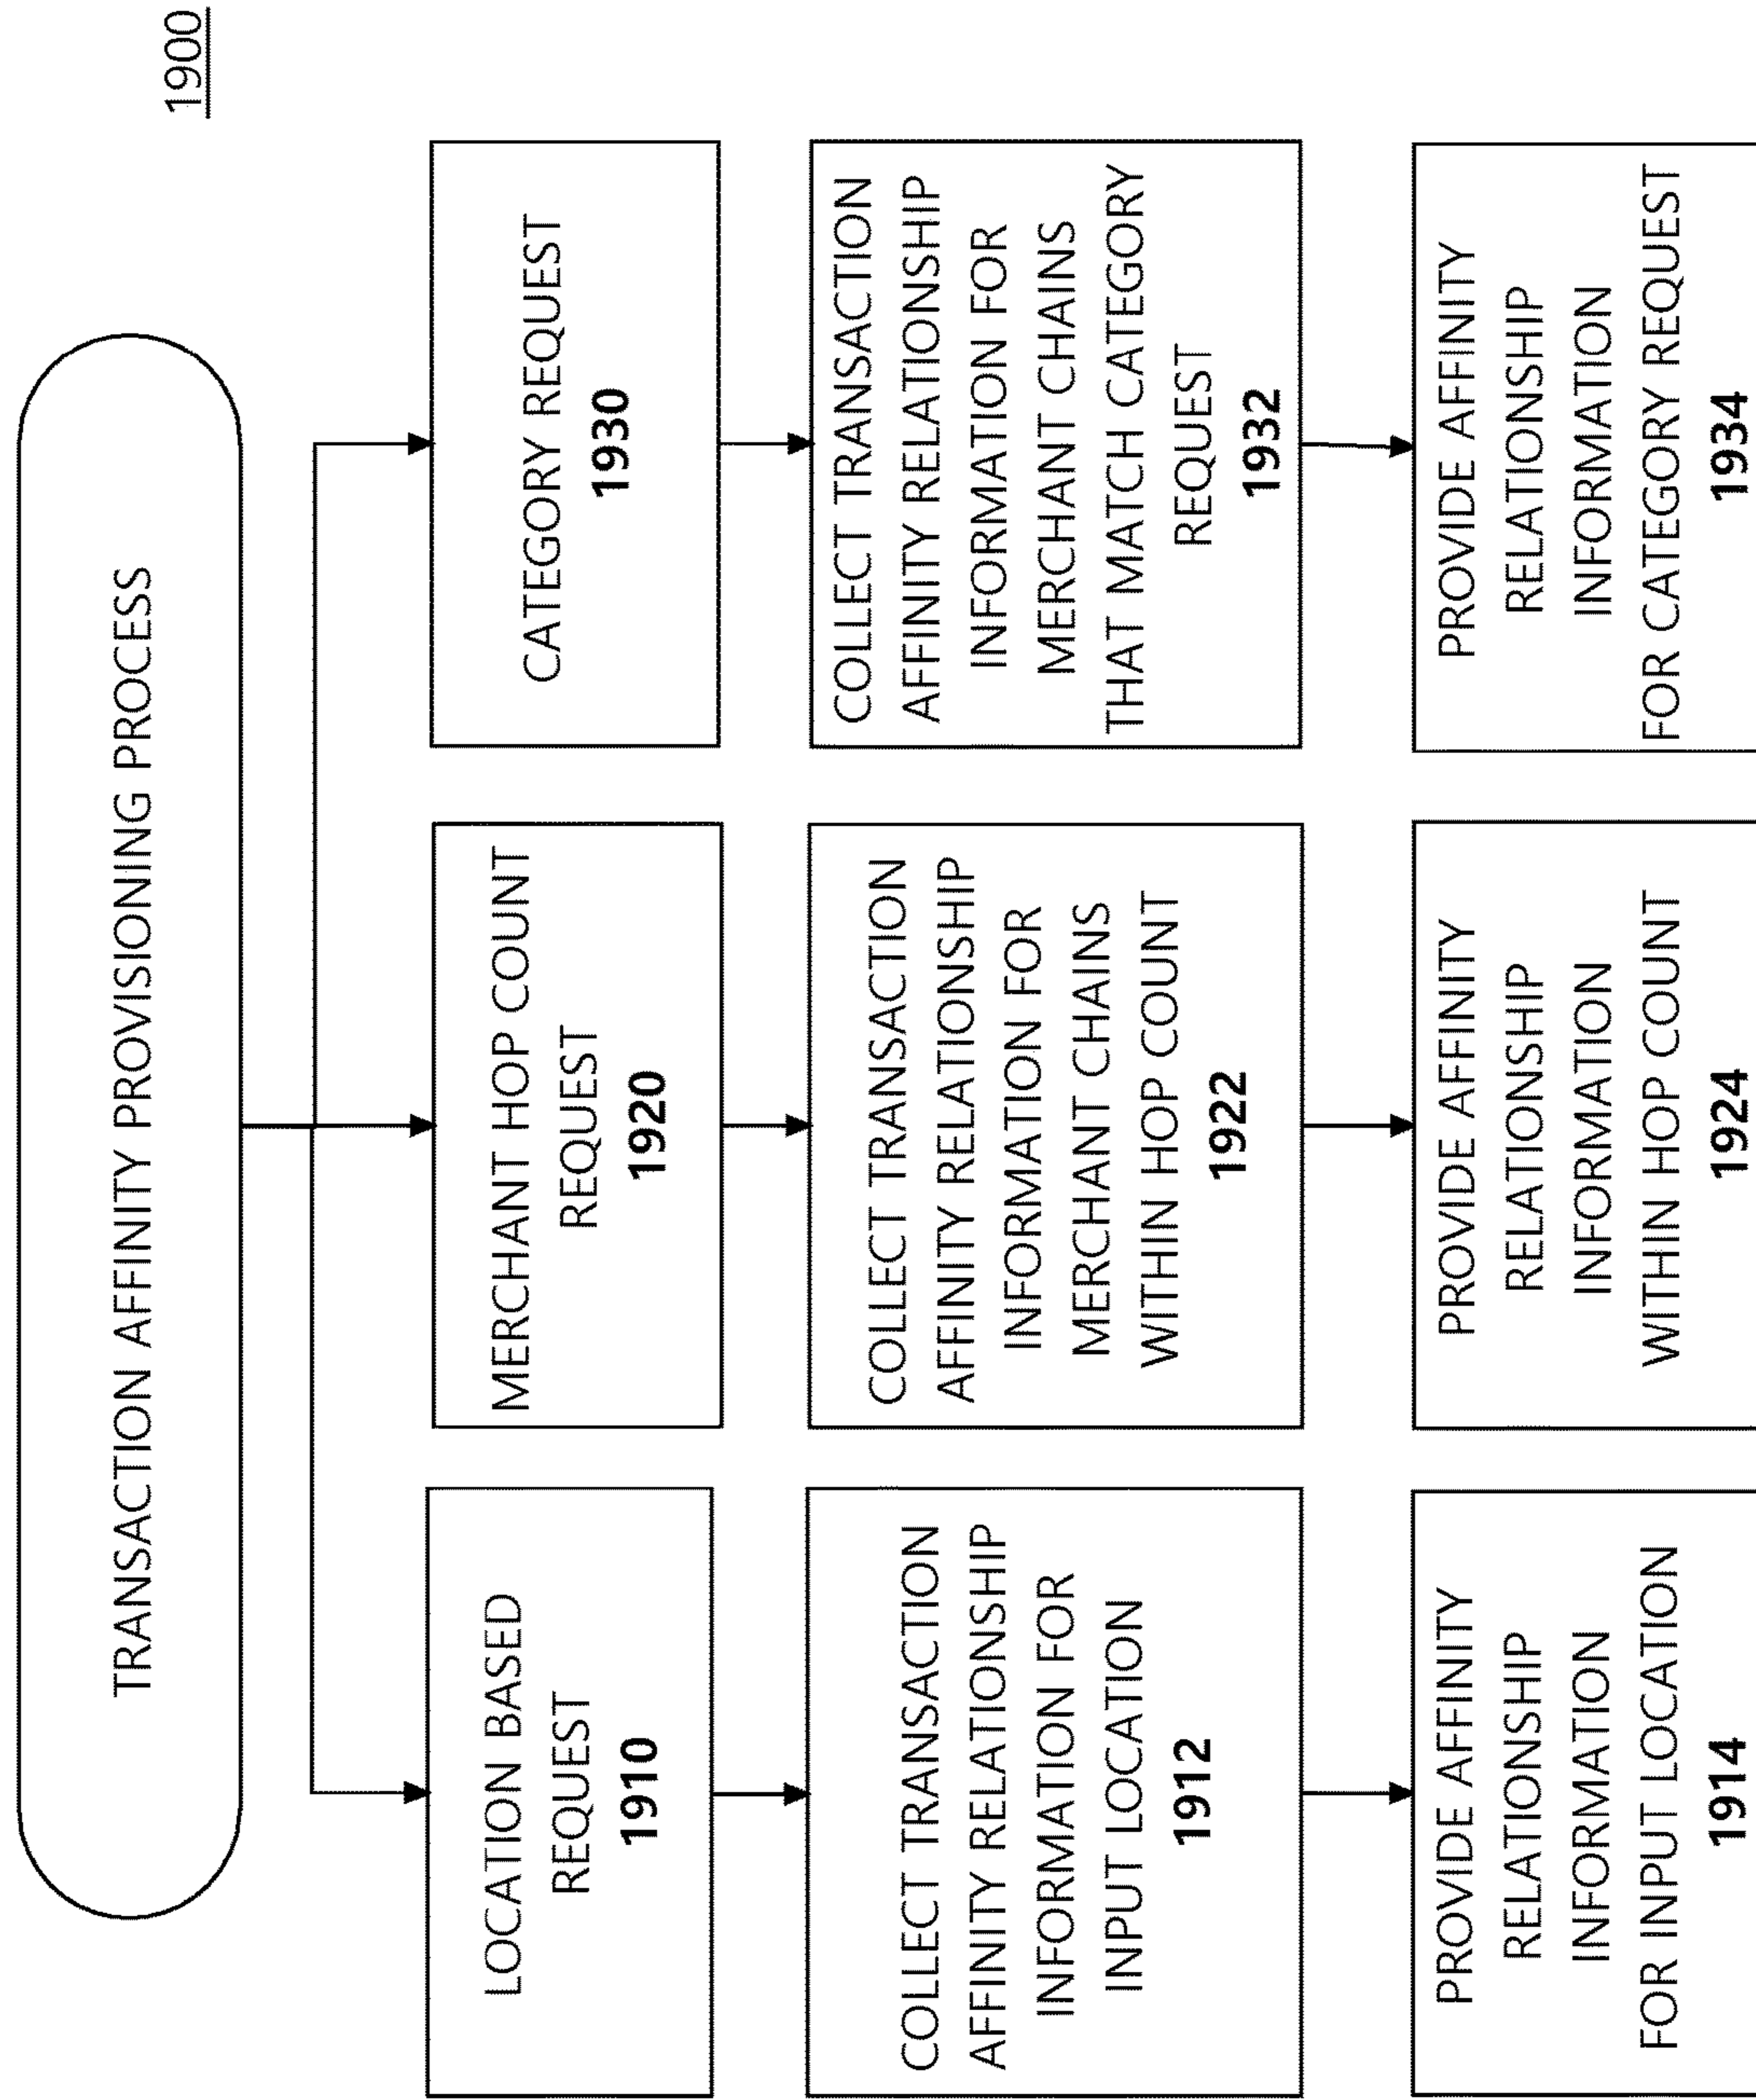 1900
TRANSACTION AFFINITY PROVISIONING PROCESS
LOCATION BASED
REQUEST
1910
MERCHANT HOP COUNT
REQUEST
1920
CATEGORY REQUEST
1930
COLLECT TRANSACTION
AFFINITY RELATIONSHIP
INFORMATION FOR
INPUT LOCATION
1912
COLLECT TRANSACTION
AFFINITY RELATIONSHIP
INFORMATION FOR
MERCHANT CHAINS
WITHIN HOP COUNT
1922
COLLECT TRANSACTION
AFFINITY RELATIONSHIP
INFORMATION FOR
MERCHANT CHAINS
THAT MATCH CATEGORY
REQUEST
1932
PROVIDE AFFINITY
RELATIONSHIP
INFORMATION
FOR INPUT LOCATION
1914
PROVIDE AFFINITY
RELATIONSHIP
INFORMATION
WITHIN HOP COUNT
1924
PROVIDE AFFINITY
RELATIONSHIP
INFORMATION
FOR CATEGORY REQUEST
1934